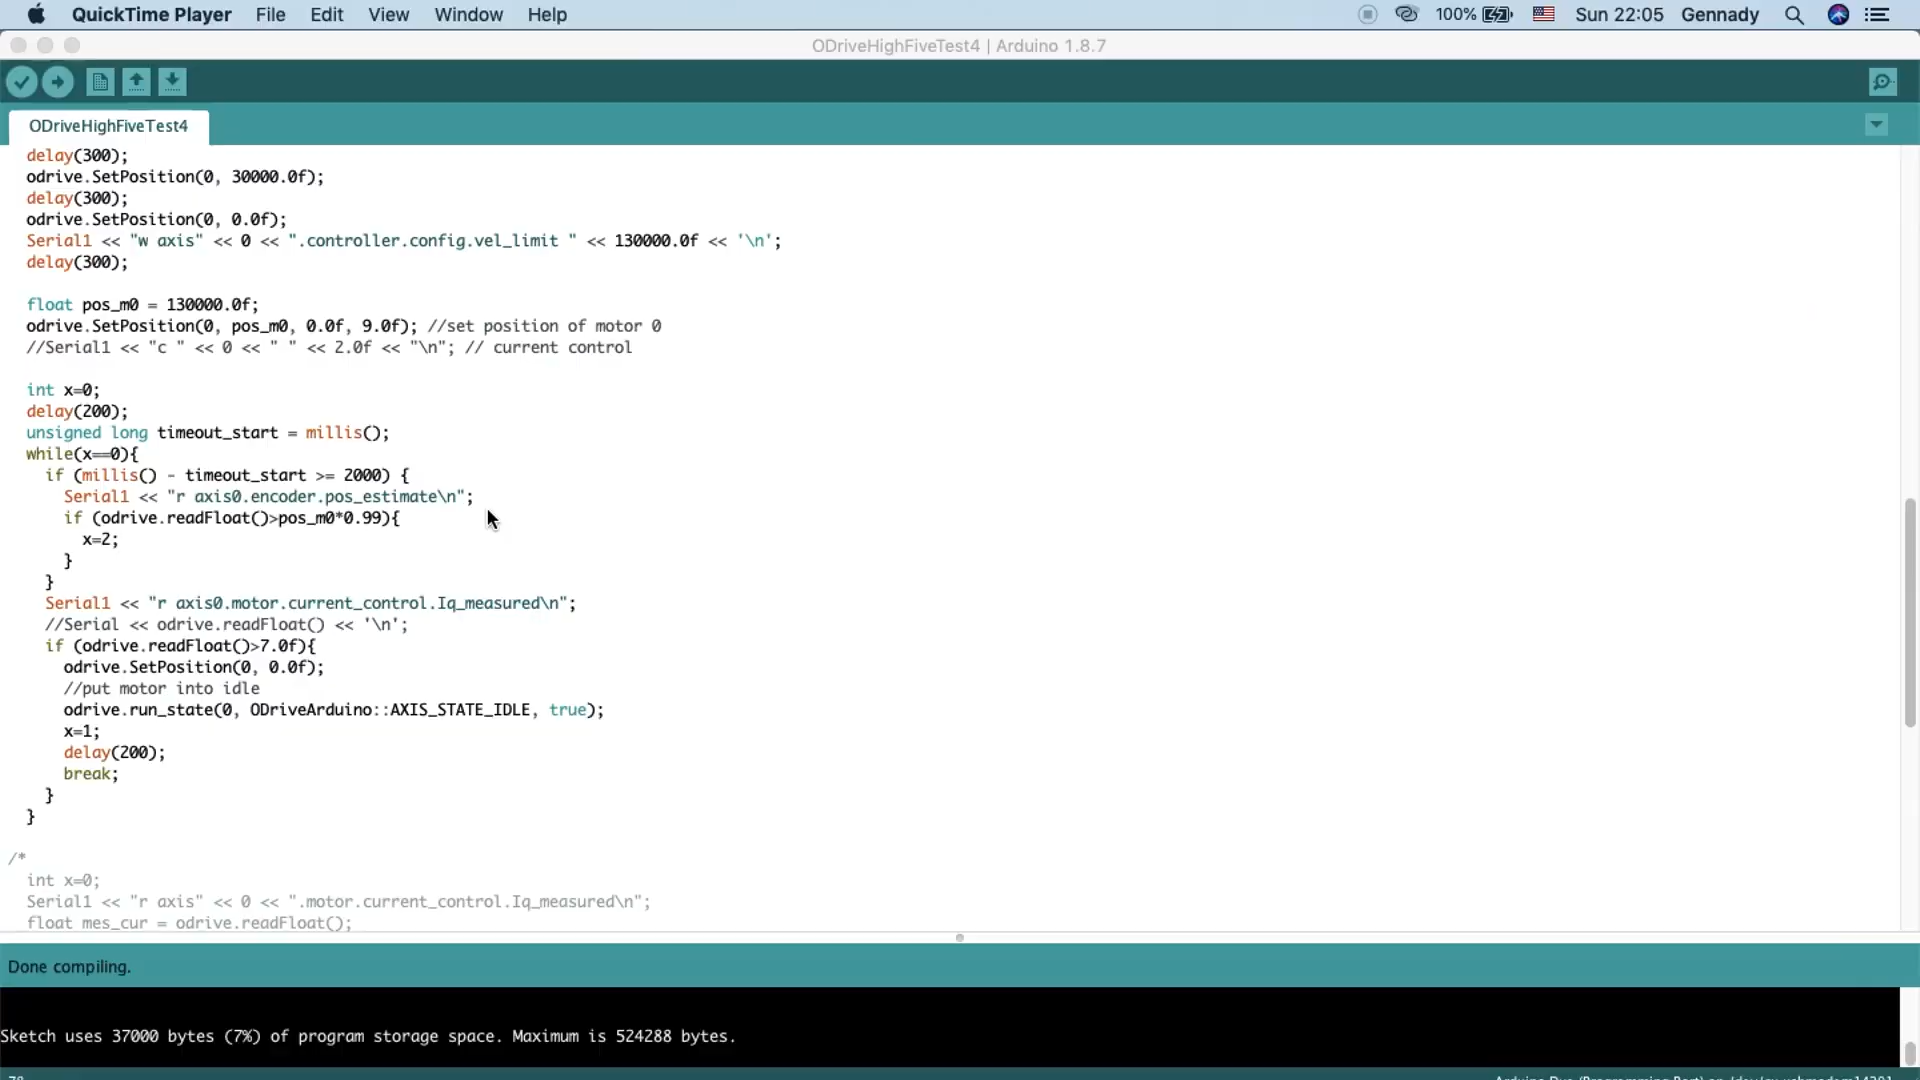 QuickTime Player File Edit View Window Help 100% Sun 22:05 Gennady
ODriveHighFiveTest4 | Arduino 1.8.7
ODriveHighFiveTest4
delay(300);
odrive.SetPosition(0, 30000.0f);
delay(300);
odrive.SetPosition(0, 0.0f);
Serial1 << "w axis" << 0 << ".controller.config.vel_limit " << 130000.0f << '\n';
delay(300);
float pos_m0 = 130000.0f;
odrive.SetPosition(0, pos_m0, 0.0f, 9.0f); //set position of motor 0
//Serial1 << "c " << 0 << " " << 2.0f << "\n"; // current control
int x=0;
delay(200);
unsigned long timeout_start = millis();
while(x==0){
if (millis() - timeout_start >= 2000) {
Serial1 << "r axis0.encoder.pos_estimate\n";
if (odrive.readFloat()>pos_m0*0.99){
x=2;
}
}
Serial1 << "r axis0.motor.current_control.Iq_measured\n";
//Serial << odrive.readFloat() << '\n';
if (odrive.readFloat()>7.0f){
odrive.SetPosition(0, 0.0f);
//put motor into idle
odrive.run_state(0, ODriveArduino::AXIS_STATE_IDLE, true);
x=1;
delay(200);
break;
}
}
/*
int x=0;
Serial1 << "r axis" << 0 << ".motor.current_control.Iq_measured\n";
float mes_cur = odrive.readFloat();
Done compiling.
Sketch uses 37000 bytes (7%) of program storage space. Maximum is 524288 bytes.